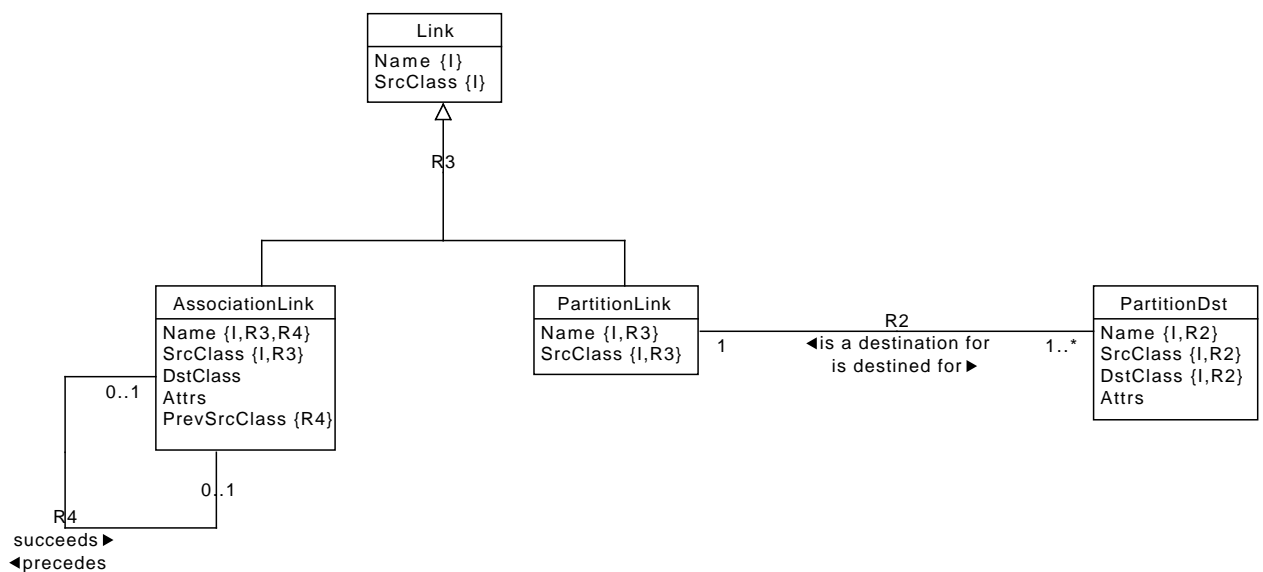 Link
Name {I}
SrcClass {I}
R3
AssociationLink
Name {I,R3,R4}
SrcClass {I,R3}
DstClass
Attrs
PrevSrcClass {R4}
0..1
0..1
R4
succeeds ▶
◀precedes
PartitionLink
Name {I,R3}
SrcClass {I,R3}
1
R2
◀is a destination for
is destined for ▶
1..*
PartitionDst
Name {I,R2}
SrcClass {I,R2}
DstClass {I,R2}
Attrs